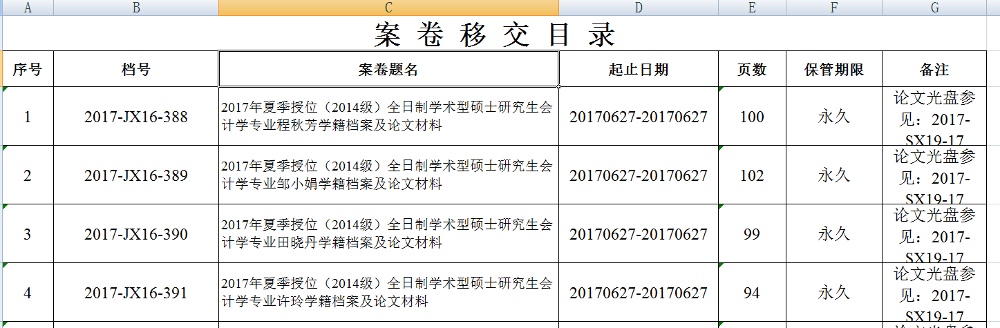 A B C D E F G
案 卷 移 交 目 录
序号 档号 案卷题名 起止日期 页数 保管期限 备注
1 2017-JX16-388 2017年夏季授位（2014级）全日制学术型硕士研究生会
计学专业程秋芳学籍档案及论文材料 20170627-20170627 100 永久 论文光盘参
见：2017-
SX19-17
2 2017-JX16-389 2017年夏季授位（2014级）全日制学术型硕士研究生会
计学专业邹小娟学籍档案及论文材料 20170627-20170627 102 永久 论文光盘参
见：2017-
SX19-17
3 2017-JX16-390 2017年夏季授位（2014级）全日制学术型硕士研究生会
计学专业田晓丹学籍档案及论文材料 20170627-20170627 99 永久 论文光盘参
见：2017-
SX19-17
4 2017-JX16-391 2017年夏季授位（2014级）全日制学术型硕士研究生会
计学专业许玲学籍档案及论文材料 20170627-20170627 94 永久 论文光盘参
见：2017-
SX19-17